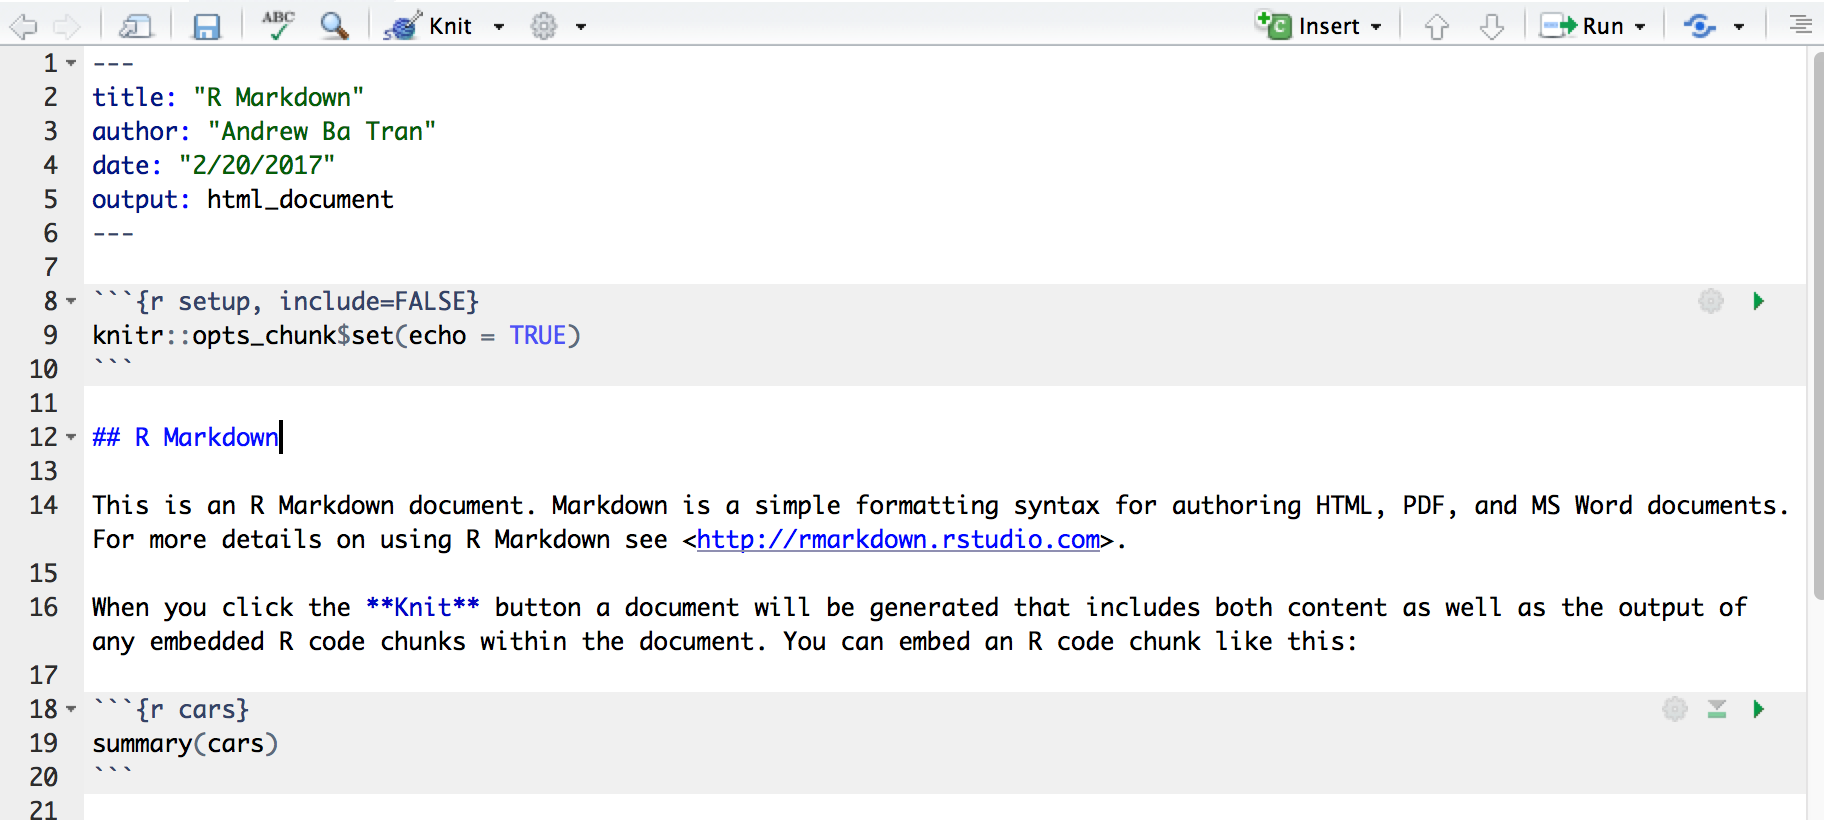 ABC Knit Insert Run
1 ---
2 title: "R Markdown"
3 author: "Andrew Ba Tran"
4 date: "2/20/2017"
5 output: html_document
6 ---
7
8 ```{r setup, include=FALSE}
9 knitr::opts_chunk$set(echo = TRUE)
10 ```
11
12 ## R Markdown
13
14 This is an R Markdown document. Markdown is a simple formatting syntax for authoring HTML, PDF, and MS Word documents.
For more details on using R Markdown see <http://rmarkdown.rstudio.com>.
15
16 When you click the **Knit** button a document will be generated that includes both content as well as the output of
any embedded R code chunks within the document. You can embed an R code chunk like this:
17
18 ```{r cars}
19 summary(cars)
20 ```
21